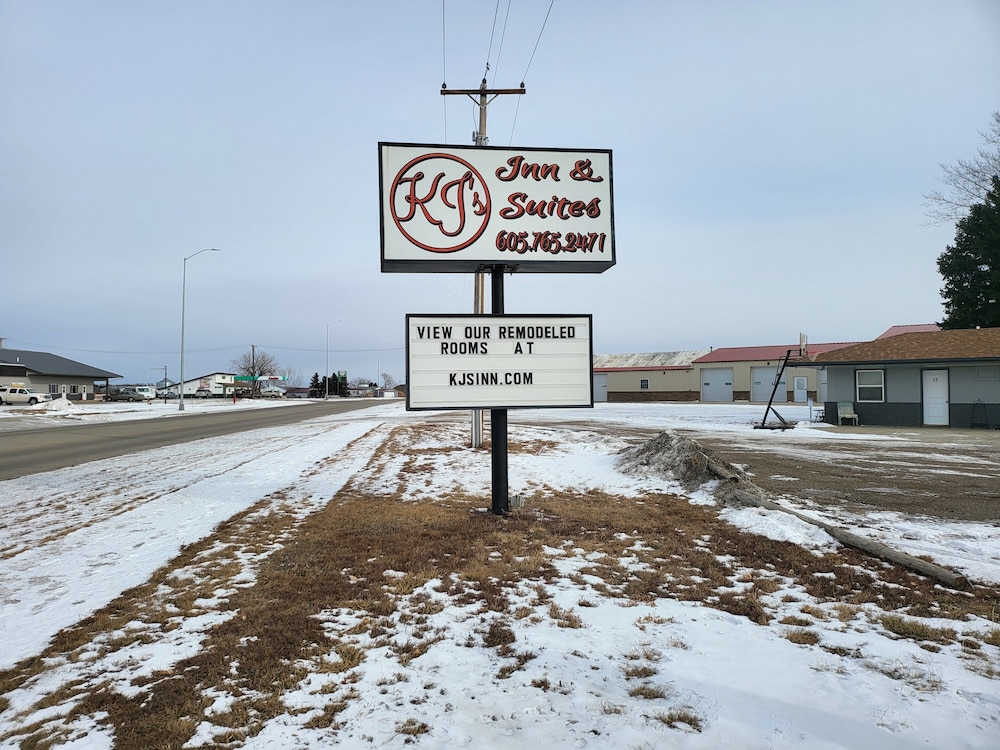 KJ's
Inn &
Suites
605.765.2471
VIEW OUR REMODELED
ROOMS AT
KJSINN.COM